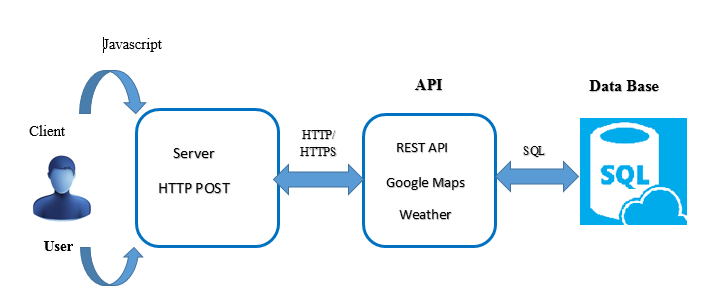 Javascript
Client
User
Server
HTTP POST
HTTP/
HTTPS
API
REST API
Google Maps
Weather
SQL
Data Base
SQL